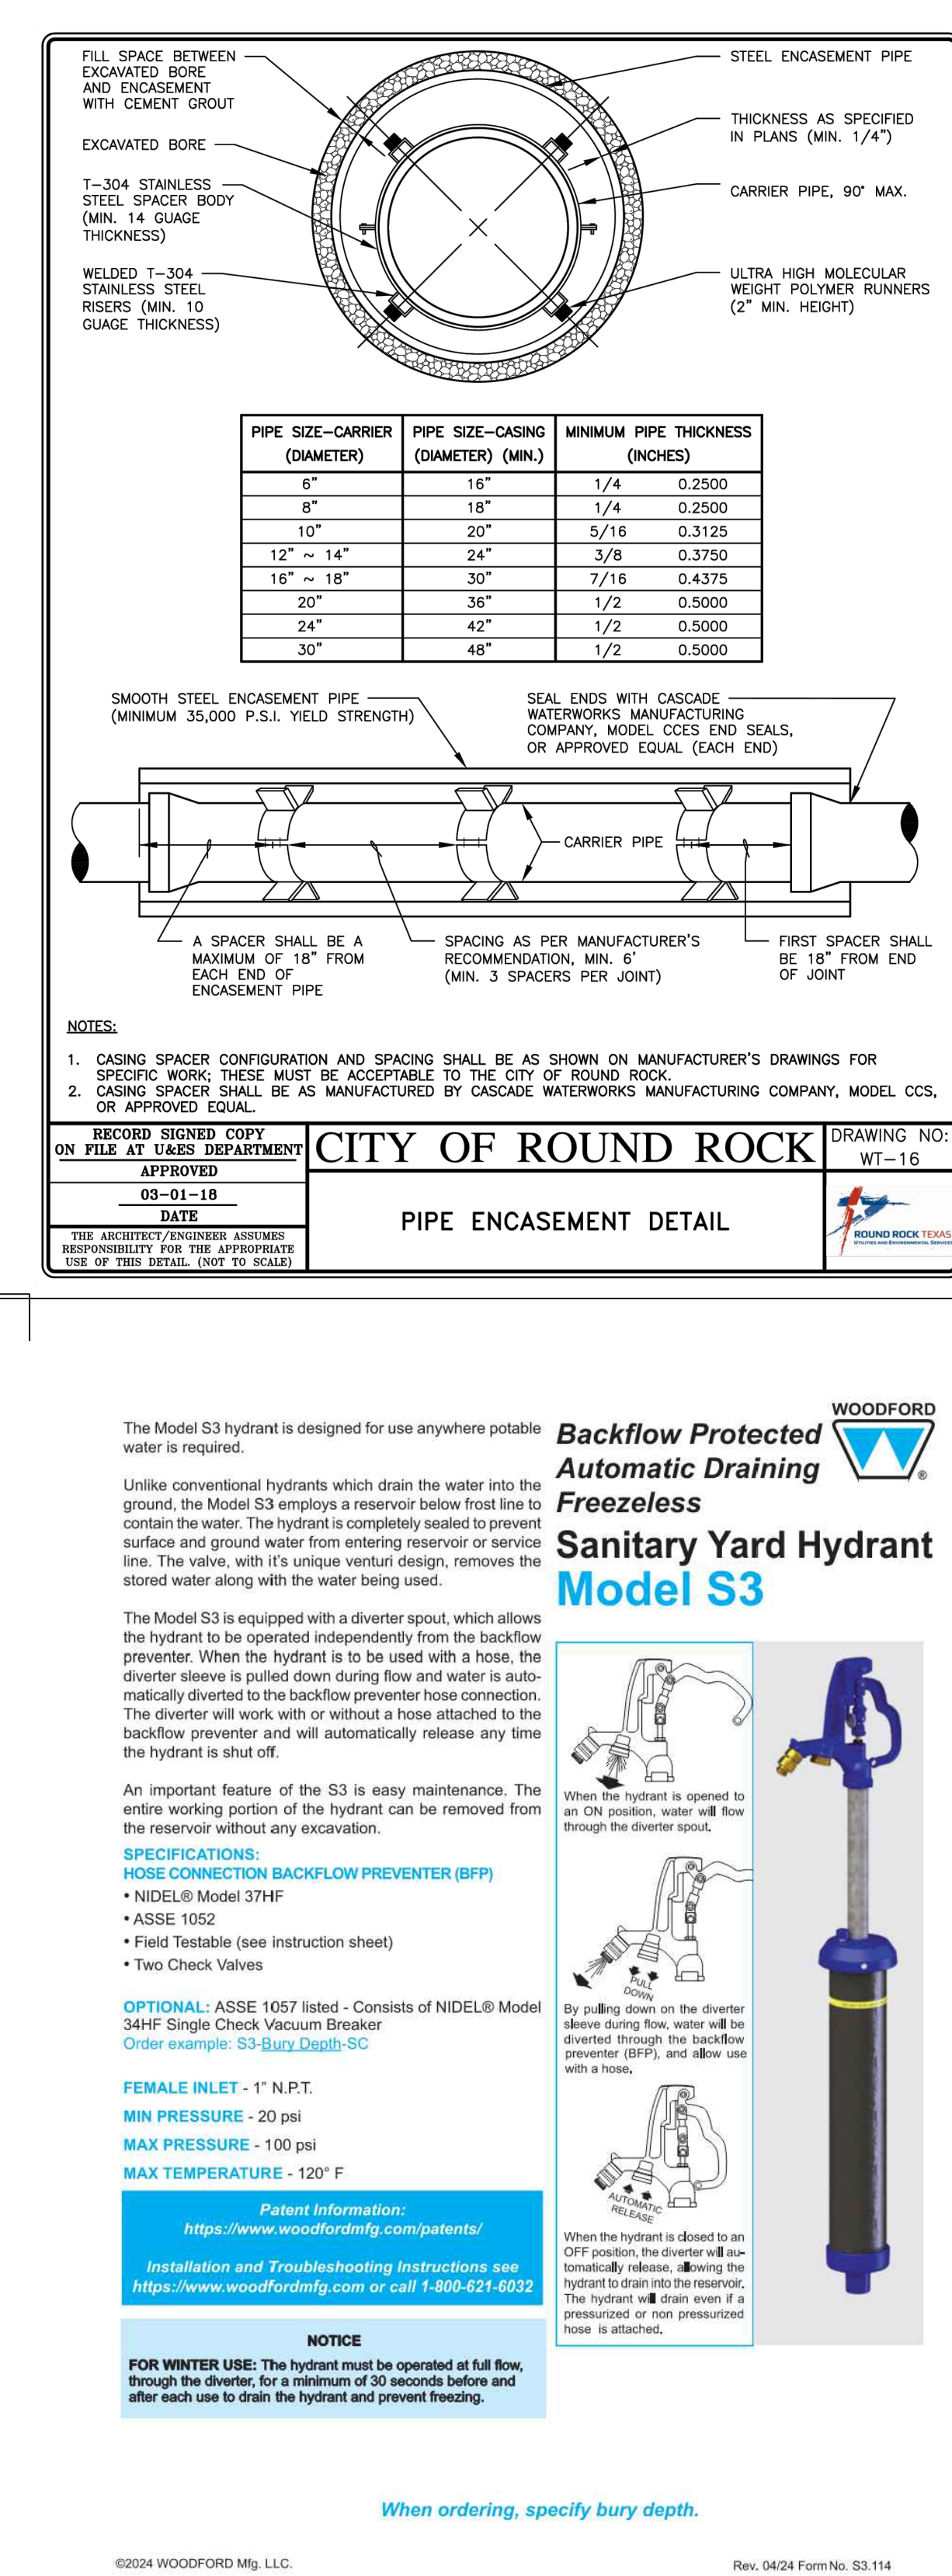 FILL SPACE BETWEEN
EXCAVATED BORE
AND ENCASEMENT
WITH CEMENT GROUT
EXCAVATED BORE
T-304 STAINLESS
STEEL SPACER BODY
(MIN. 14 GUAGE
THICKNESS)
WELDED T-304
STAINLESS STEEL
RISERS (MIN. 10
GUAGE THICKNESS)
STEEL ENCASEMENT PIPE
THICKNESS AS SPECIFIED
IN PLANS (MIN. 1/4")
CARRIER PIPE, 90° MAX.
ULTRA HIGH MOLECULAR
WEIGHT POLYMER RUNNERS
(2" MIN. HEIGHT)
PIPE SIZE-CARRIER PIPE SIZE-CASING MINIMUM PIPE THICKNESS
(DIAMETER) (DIAMETER) (MIN.) (INCHES)
6" 16" 1/4 0.2500
8" 18" 1/4 0.2500
10" 20" 5/16 0.3125
12" ~ 14" 24" 3/8 0.3750
16" ~ 18" 30" 7/16 0.4375
20" 36" 1/2 0.5000
24" 42" 1/2 0.5000
30" 48" 1/2 0.5000
SMOOTH STEEL ENCASEMENT PIPE
(MINIMUM 35,000 P.S.I. YIELD STRENGTH)
SEAL ENDS WITH CASCADE
WATERWORKS MANUFACTURING
COMPANY, MODEL CCES END SEALS,
OR APPROVED EQUAL (EACH END)
CARRIER PIPE
A SPACER SHALL BE A
MAXIMUM OF 18" FROM
EACH END OF
ENCASEMENT PIPE
SPACING AS PER MANUFACTURER'S
RECOMMENDATION, MIN. 6'
(MIN. 3 SPACERS PER JOINT)
FIRST SPACER SHALL
BE 18" FROM END
OF JOINT
NOTES:
1. CASING SPACER CONFIGURATION AND SPACING SHALL BE AS SHOWN ON MANUFACTURER'S DRAWINGS FOR
SPECIFIC WORK; THESE MUST BE ACCEPTABLE TO THE CITY OF ROUND ROCK.
2. CASING SPACER SHALL BE AS MANUFACTURED BY CASCADE WATERWORKS MANUFACTURING COMPANY, MODEL CCS,
OR APPROVED EQUAL.
RECORD SIGNED COPY
ON FILE AT U&ES DEPARTMENT
APPROVED
03-01-18
DATE
THE ARCHITECT/ENGINEER ASSUMES
RESPONSIBILITY FOR THE APPROPRIATE
USE OF THIS DETAIL. (NOT TO SCALE)
CITY OF ROUND ROCK
PIPE ENCASEMENT DETAIL
DRAWING NO:
WT-16
ROUND ROCK TEXAS
UTILITIES AND ENVIRONMENTAL SERVICES
The Model S3 hydrant is designed for use anywhere potable
water is required.
Unlike conventional hydrants which drain the water into the
ground, the Model S3 employs a reservoir below frost line to
contain the water. The hydrant is completely sealed to prevent
surface and ground water from entering reservoir or service
line. The valve, with it's unique venturi design, removes the
stored water along with the water being used.
The Model S3 is equipped with a diverter spout, which allows
the hydrant to be operated independently from the backflow
preventer. When the hydrant is to be used with a hose, the
diverter sleeve is pulled down during flow and water is auto-
matically diverted to the backflow preventer hose connection.
The diverter will work with or without a hose attached to the
backflow preventer and will automatically release any time
the hydrant is shut off.
An important feature of the S3 is easy maintenance. The
entire working portion of the hydrant can be removed from
the reservoir without any excavation.
SPECIFICATIONS:
HOSE CONNECTION BACKFLOW PREVENTER (BFP)
• NIDEL® Model 37HF
• ASSE 1052
• Field Testable (see instruction sheet)
• Two Check Valves
OPTIONAL: ASSE 1057 listed - Consists of NIDEL® Model
34HF Single Check Vacuum Breaker
Order example: S3-Bury Depth-SC
FEMALE INLET - 1" N.P.T.
MIN PRESSURE - 20 psi
MAX PRESSURE - 100 psi
MAX TEMPERATURE - 120° F
Patent Information:
https://www.woodfordmfg.com/patents/
Installation and Troubleshooting Instructions see
https://www.woodfordmfg.com or call 1-800-621-6032
NOTICE
FOR WINTER USE: The hydrant must be operated at full flow,
through the diverter, for a minimum of 30 seconds before and
after each use to drain the hydrant and prevent freezing.
WOODFORD
®
Backflow Protected
Automatic Draining
Freezeless
Sanitary Yard Hydrant
Model S3
When the hydrant is opened to
an ON position, water will flow
through the diverter spout.
PULL
DOWN
By pulling down on the diverter
sleeve during flow, water will be
diverted through the backflow
preventer (BFP), and allow use
with a hose.
AUTOMATIC
RELEASE
When the hydrant is closed to an
OFF position, the diverter will au-
tomatically release, allowing the
hydrant to drain into the reservoir.
The hydrant will drain even if a
pressurized or non pressurized
hose is attached.
When ordering, specify bury depth.
©2024 WOODFORD Mfg. LLC.
Rev. 04/24 Form No. S3.114